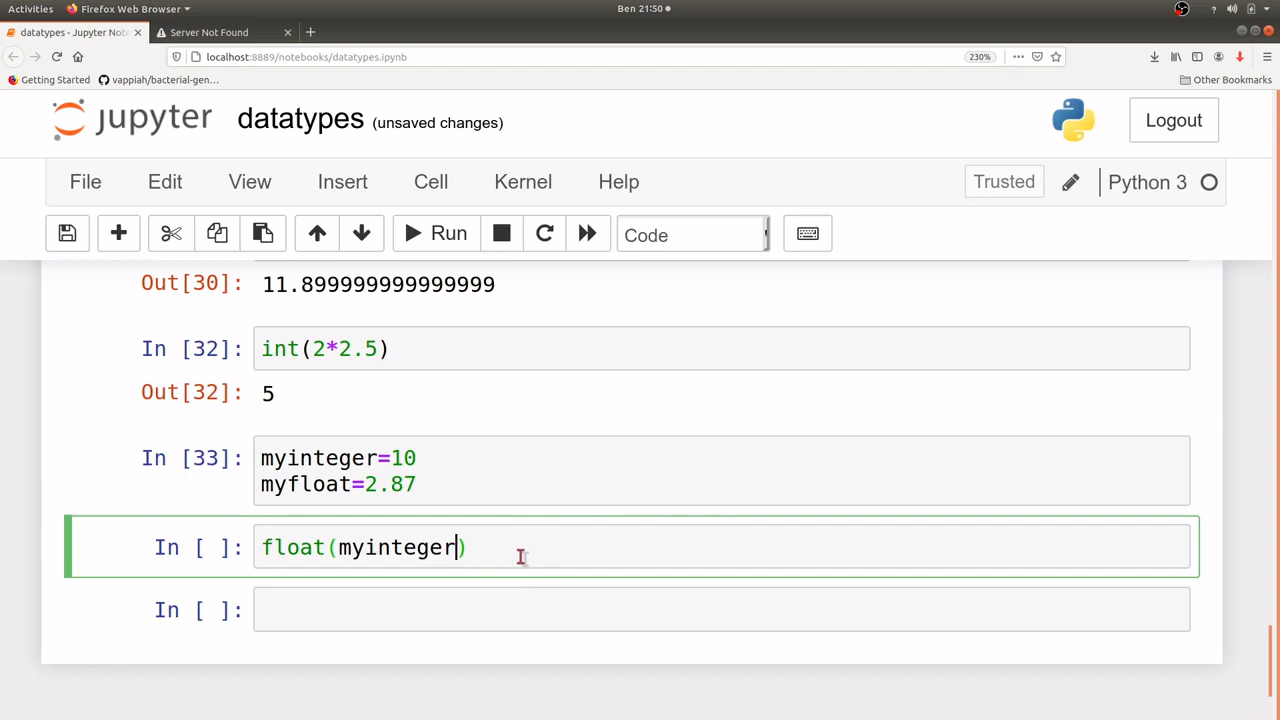 Activities Firefox Web Browser Ben 21:50
datatypes - Jupyter Note Server Not Found
localhost:8889/notebooks/datatypes.ipynb 230%
Getting Started vappiah/bacterial-gen... Other Bookmarks
jupyter datatypes (unsaved changes) Logout
File Edit View Insert Cell Kernel Help Trusted Python 3
Run Code
Out[30]: 11.899999999999999
In [32]: int(2*2.5)
Out[32]: 5
In [33]: myinteger=10
myfloat=2.87
In [ ]: float(myinteger)
In [ ]: